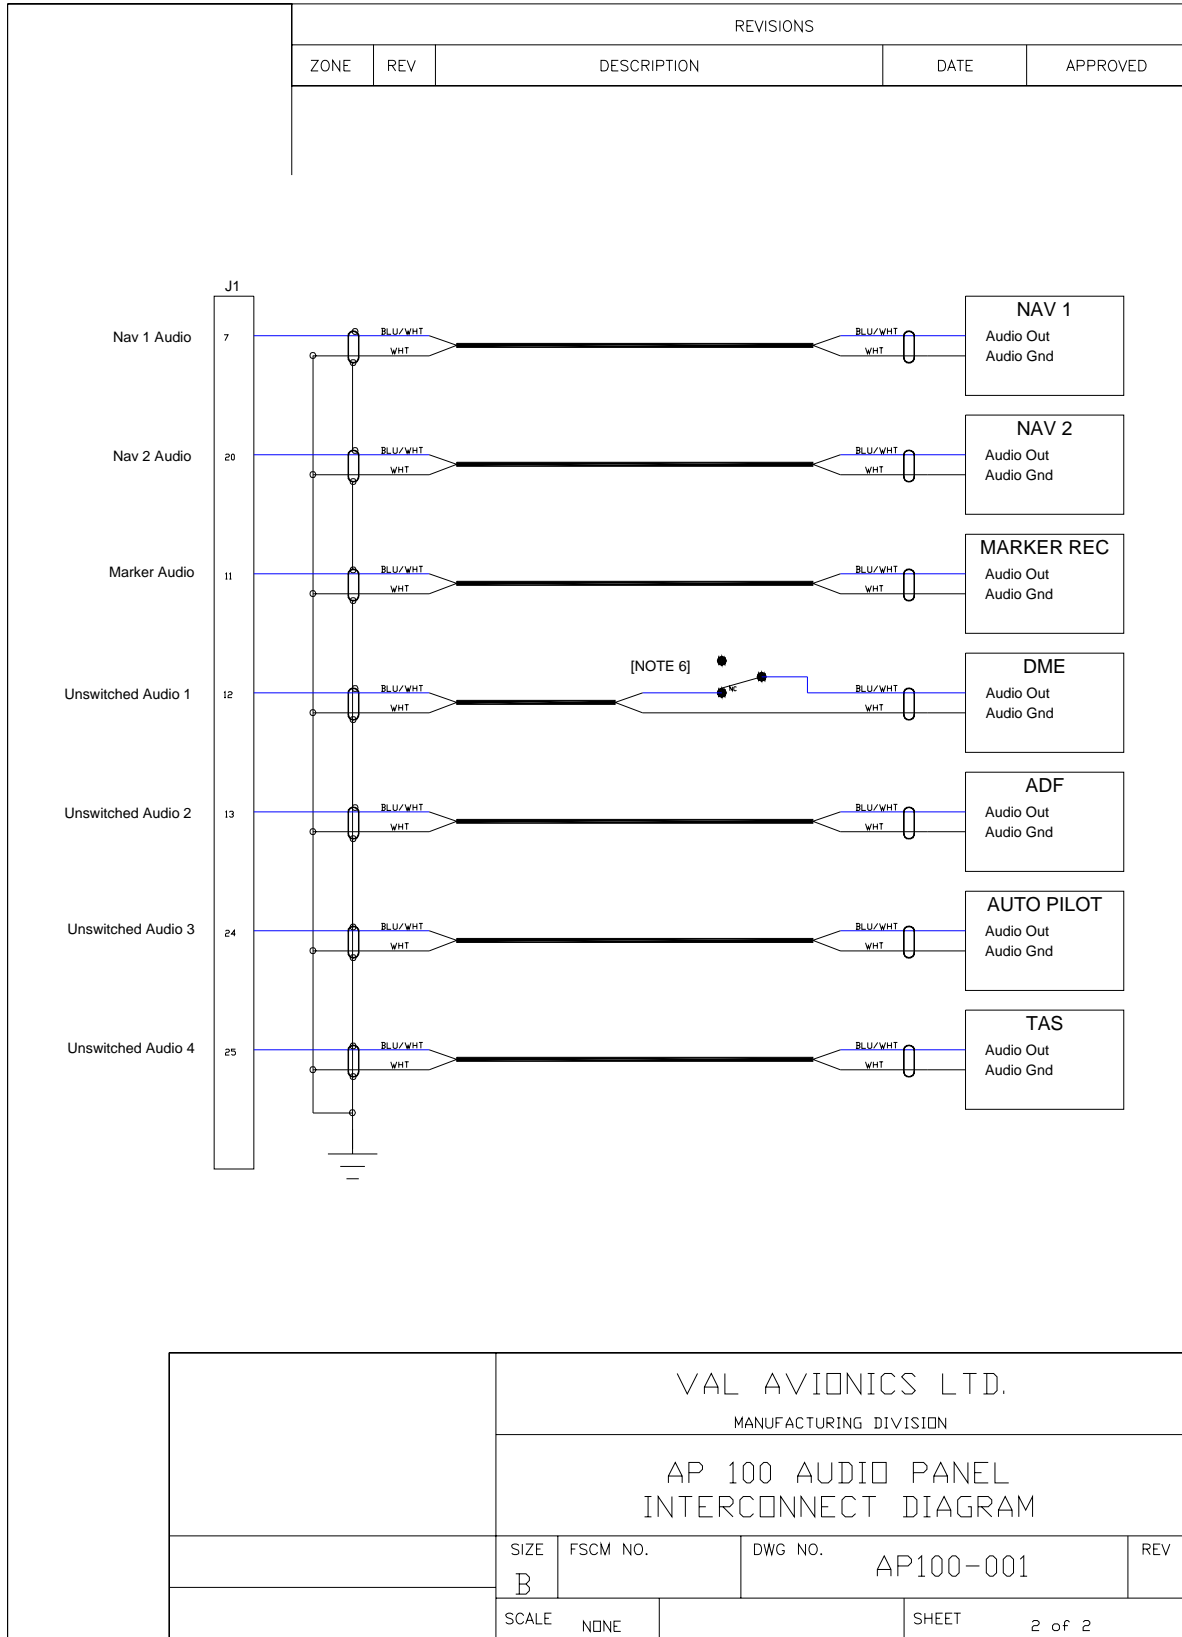 REVISIONS
ZONE REV DESCRIPTION DATE APPROVED
J1
Nav 1 Audio 7 BLU/WHT WHT BLU/WHT WHT NAV 1 Audio Out Audio Gnd
Nav 2 Audio 20 BLU/WHT WHT BLU/WHT WHT NAV 2 Audio Out Audio Gnd
Marker Audio 11 BLU/WHT WHT BLU/WHT WHT MARKER REC Audio Out Audio Gnd
Unswitched Audio 1 12 BLU/WHT WHT [NOTE 6] NC BLU/WHT WHT DME Audio Out Audio Gnd
Unswitched Audio 2 13 BLU/WHT WHT BLU/WHT WHT ADF Audio Out Audio Gnd
Unswitched Audio 3 24 BLU/WHT WHT BLU/WHT WHT AUTO PILOT Audio Out Audio Gnd
Unswitched Audio 4 25 BLU/WHT WHT BLU/WHT WHT TAS Audio Out Audio Gnd
VAL AVIONICS LTD.
MANUFACTURING DIVISION
AP 100 AUDIO PANEL
INTERCONNECT DIAGRAM
SIZE B FSCM NO. DWG NO. AP100-001 REV
SCALE NONE SHEET 2 of 2